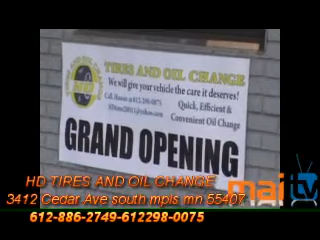 TIRES AND OIL CHANGE
We will give your vehicle the care it deserves!
Quick, Efficient &
Convenient Oil Change
GRAND OPENING
HD TIRES AND OIL CHANGE
3412 Cedar Ave south mpls mn 55407
612-886-2749-612298-0075
tv